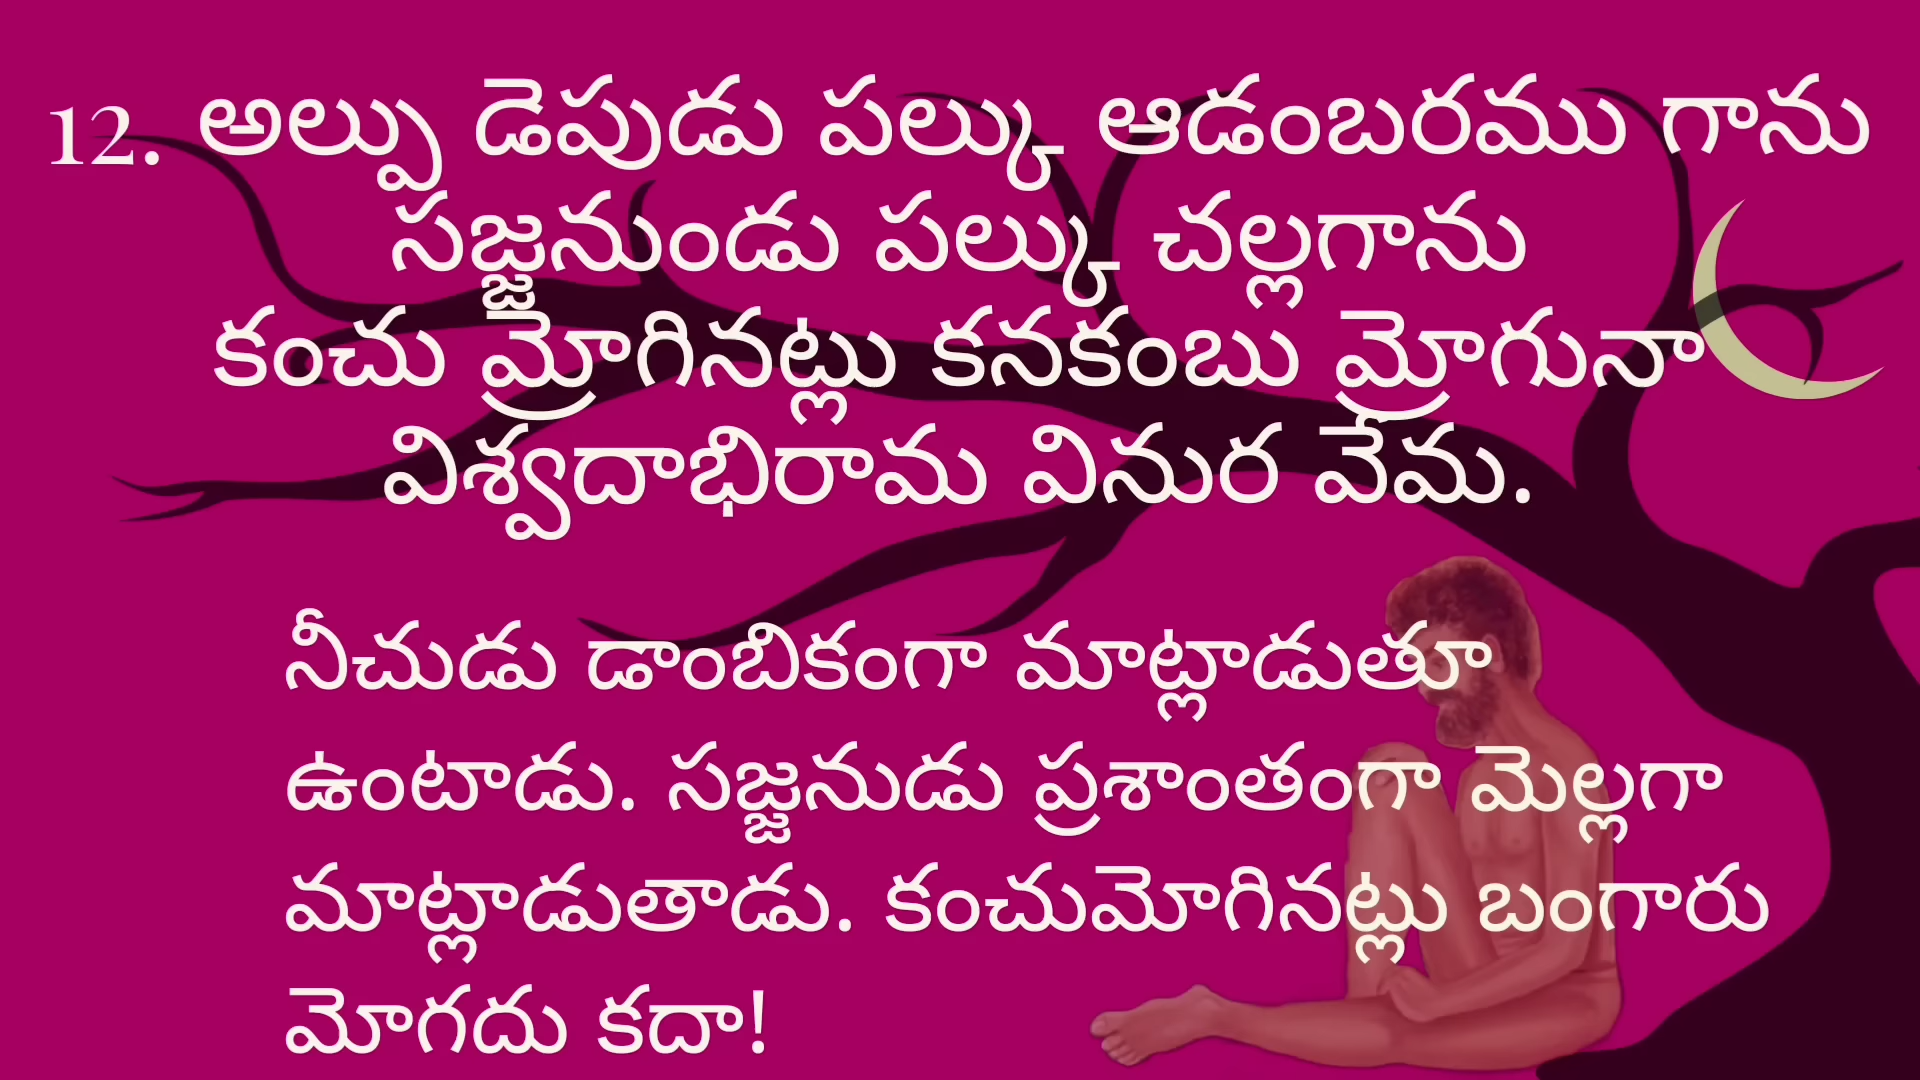 12. అల్పు డెపుడు పల్కు ఆడంబరము గాను
సజ్జనుండు పల్కు చల్లగాను
కంచు మ్రోగినట్లు కనకంబు మ్రోగునా
విశ్వదాభిరామ వినుర వేమ.
నీచుడు డాంబికంగా మాట్లాడుతూ
ఉంటాడు. సజ్జనుడు ప్రశాంతంగా మెల్లగా
మాట్లాడుతాడు. కంచుమోగినట్లు బంగారు
మోగదు కదా!